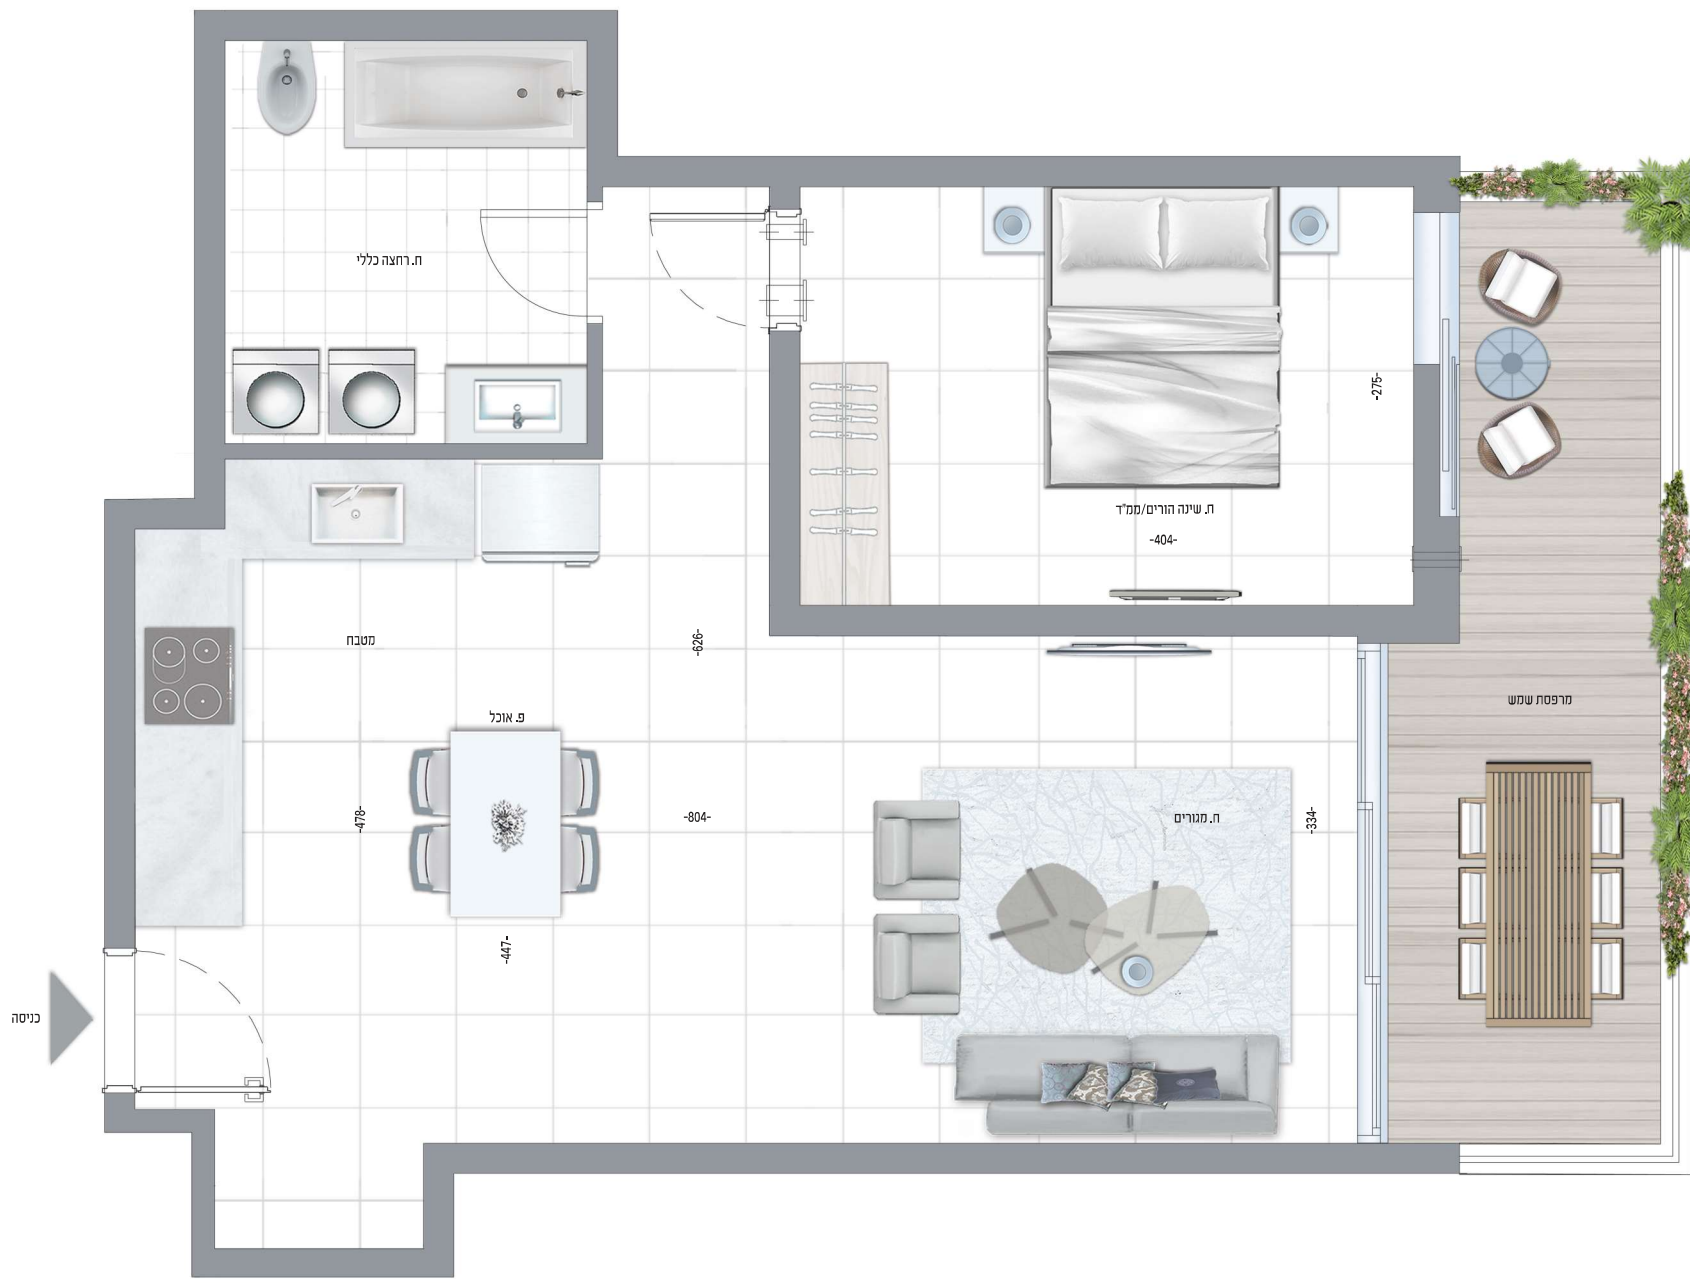 ח. רחצה כללי
-275-
ח. שינה הורים/ממ"ד
-404-
מטבח
-626-
מרפסת שמש
פ. אוכל
-478-
-804-
ח. מגורים
-334-
-447-
כניסה